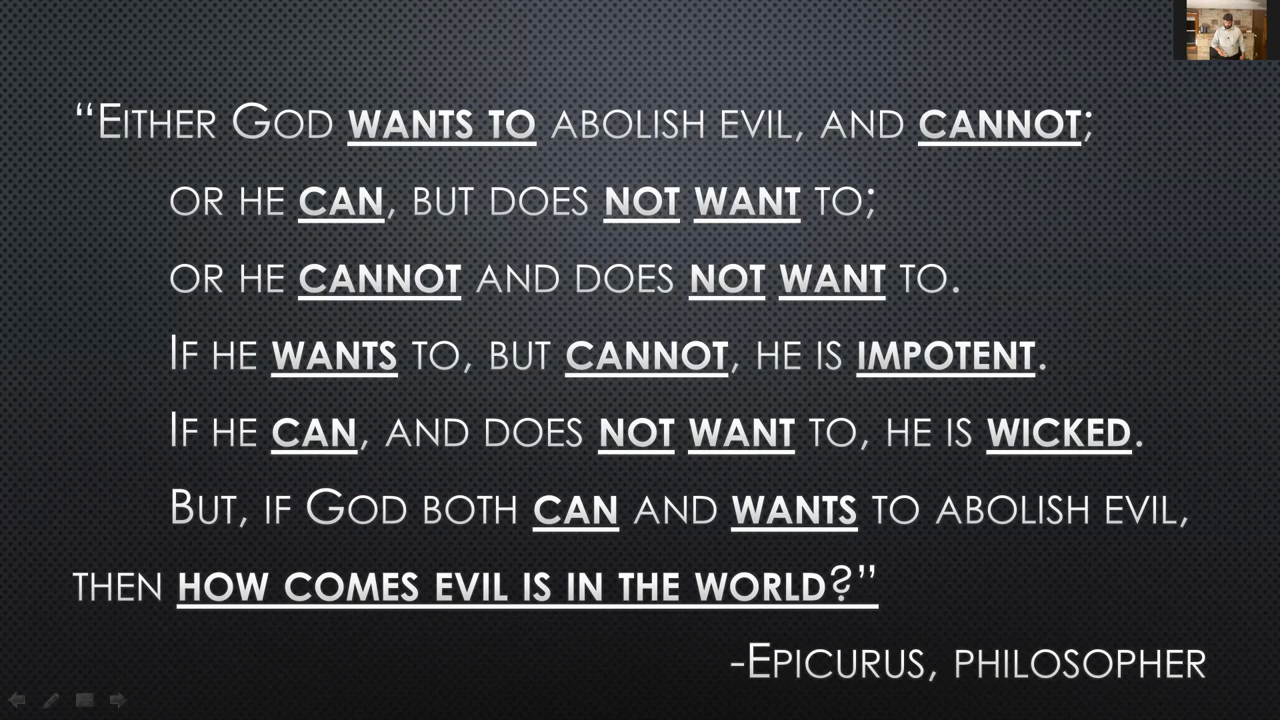 “Either God wants to abolish evil, and cannot;
or he can, but does not want to;
or he cannot and does not want to.
If he wants to, but cannot, he is impotent.
If he can, and does not want to, he is wicked.
But, if God both can and wants to abolish evil,
then how comes evil is in the world?”
-Epicurus, philosopher